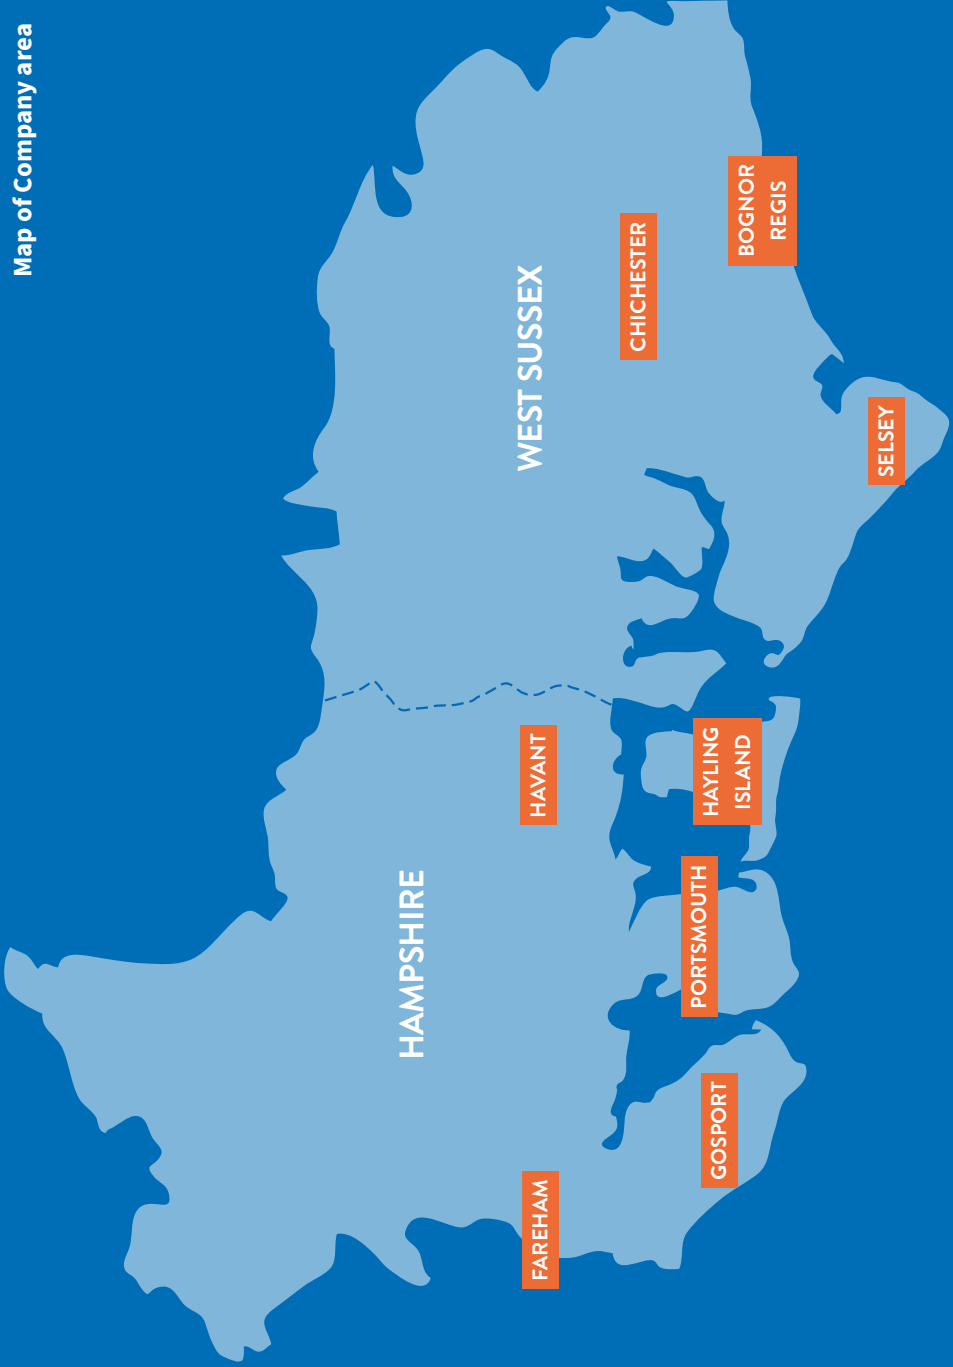 Map of Company area
HAMPSHIRE
WEST SUSSEX
FAREHAM
HAVANT
CHICHESTER
GOSPORT
PORTSMOUTH
HAYLING
ISLAND
BOGNOR
REGIS
SELSEY